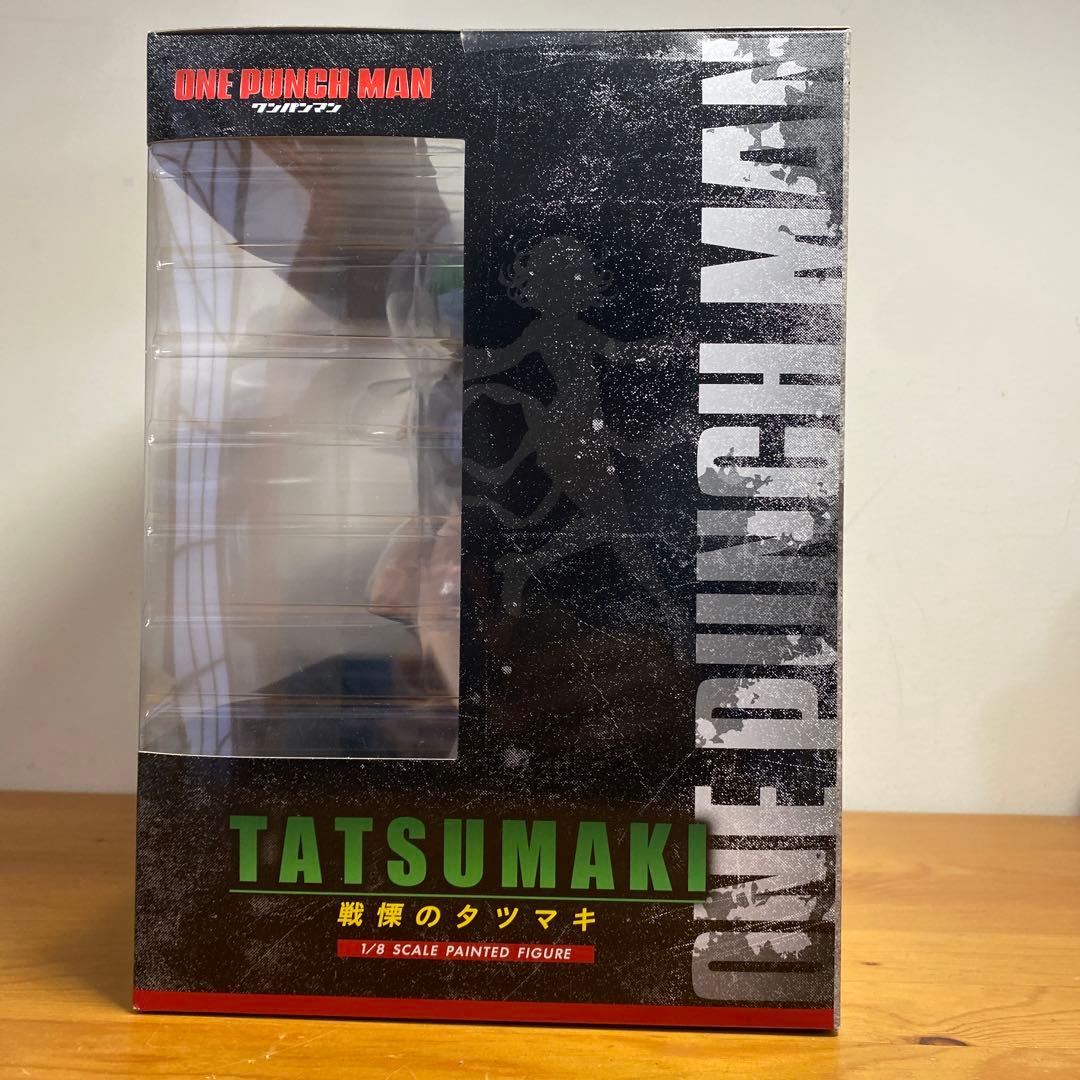 ONE PUNCH MAN
ワンパンマン
ONE PUNCH MAN
TATSUMAKI
戦慄のタツマキ
1/8 SCALE PAINTED FIGURE